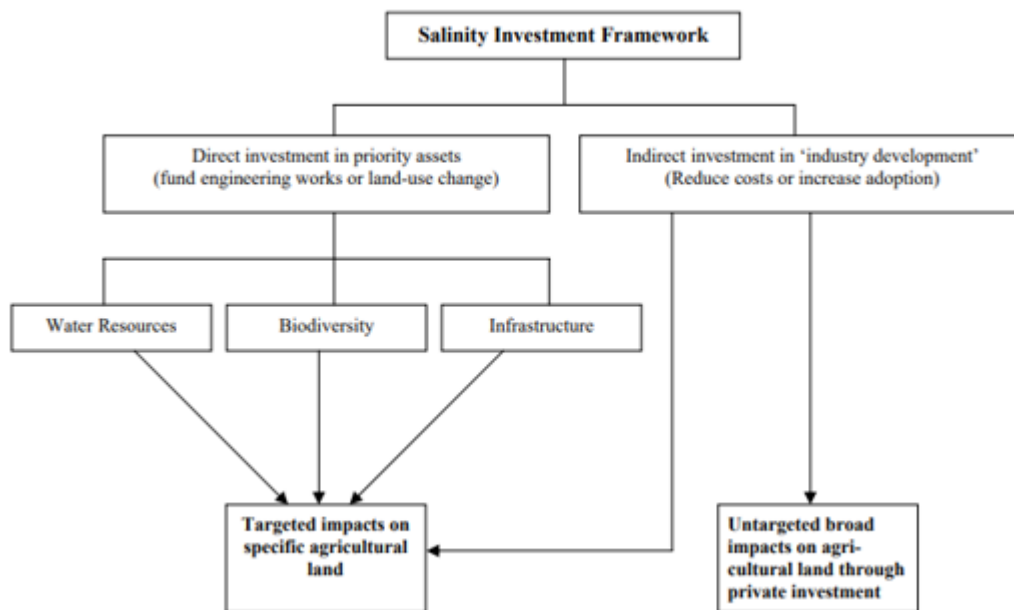 Salinity Investment Framework
Direct investment in priority assets
(fund engineering works or land-use change)
Indirect investment in ‘industry development’
(Reduce costs or increase adoption)
Water Resources
Biodiversity
Infrastructure
Targeted impacts on
specific agricultural
land
Untargeted broad
impacts on agri-
cultural land through
private investment